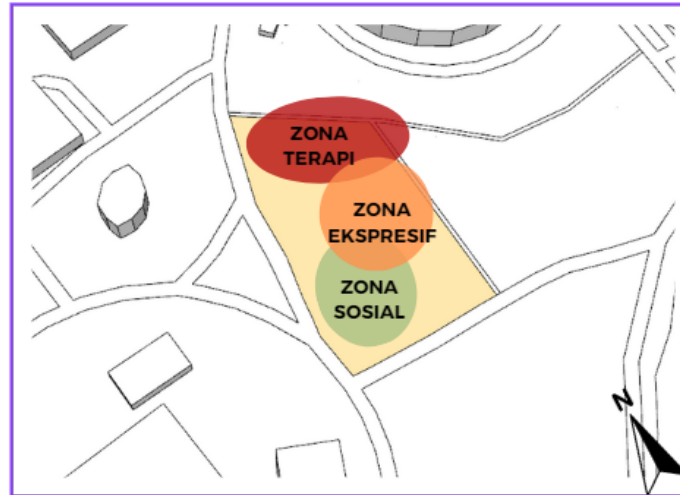 ZONA
TERAPI
ZONA
EKSPRESIF
ZONA
SOSIAL
N